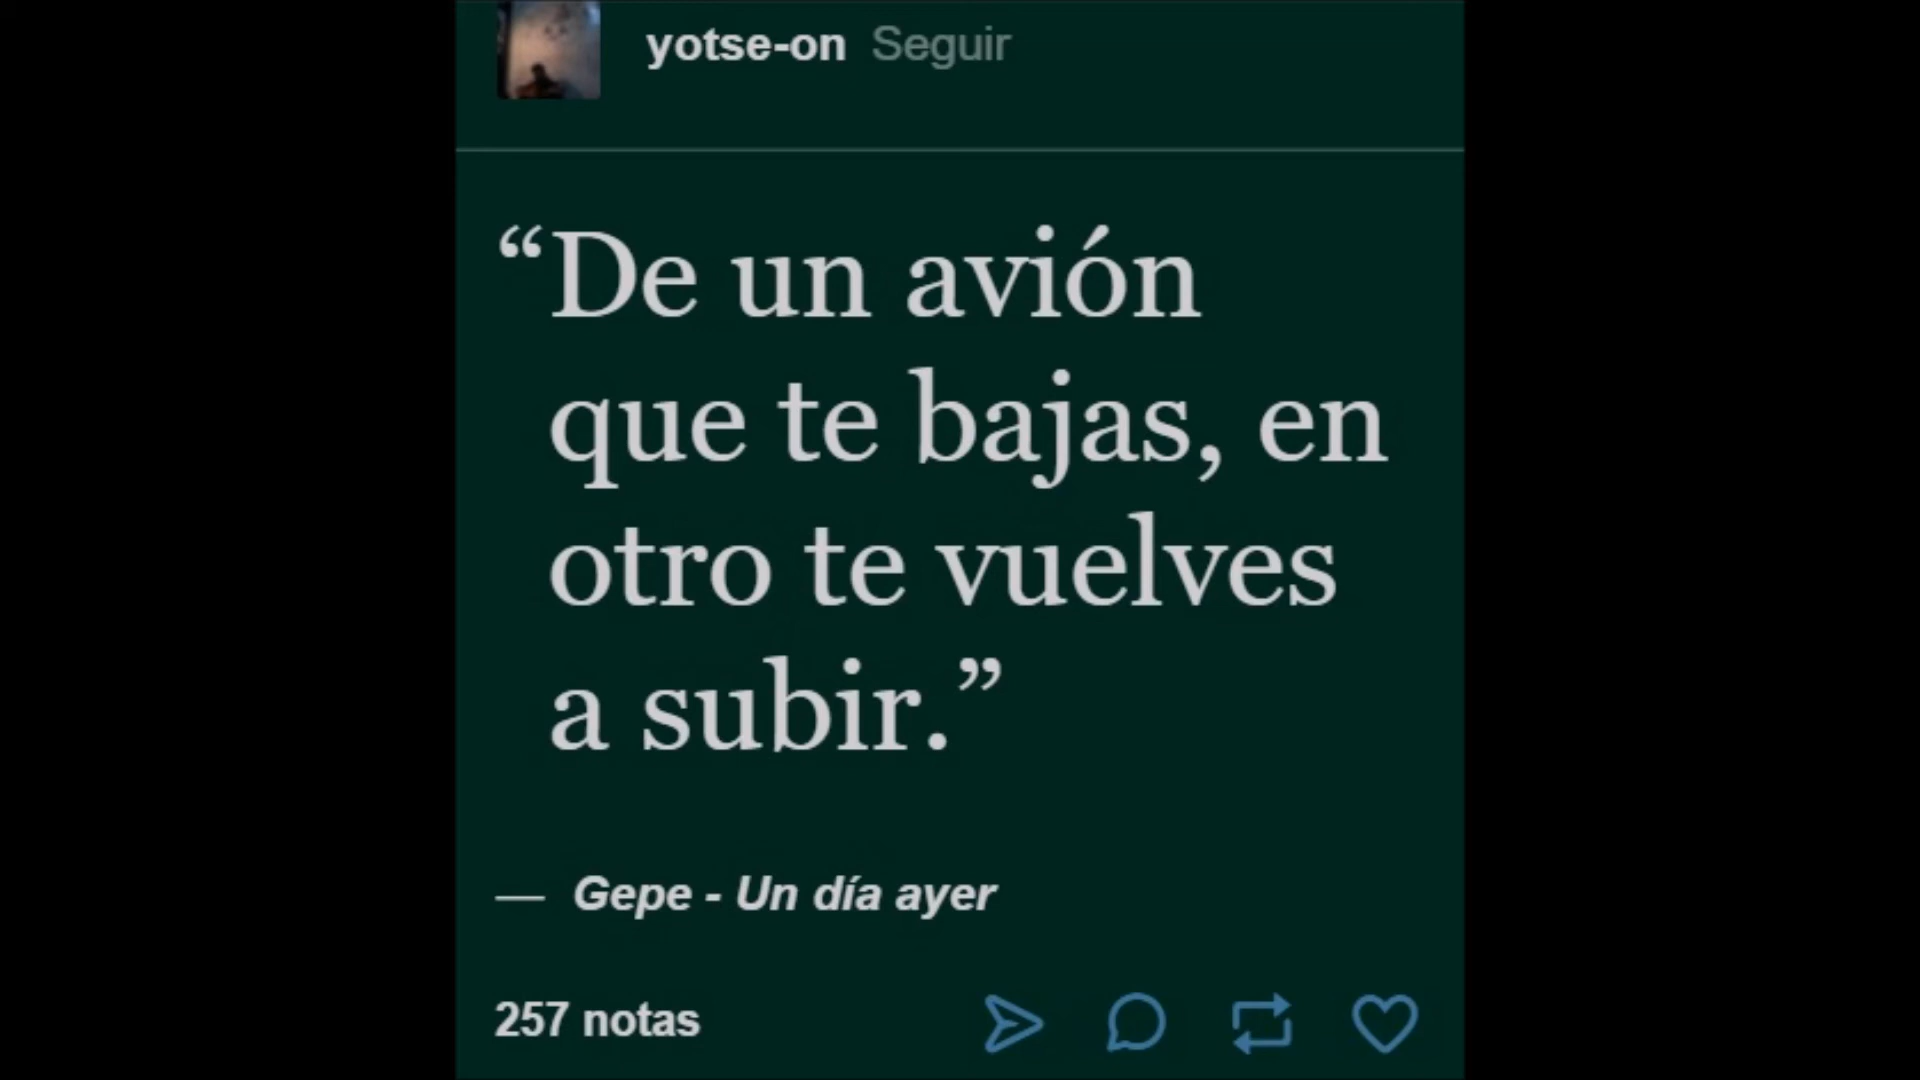 yotse-on Seguir
“De un avión
que te bajas, en
otro te vuelves
a subir.”
— Gepe - Un día ayer
257 notas